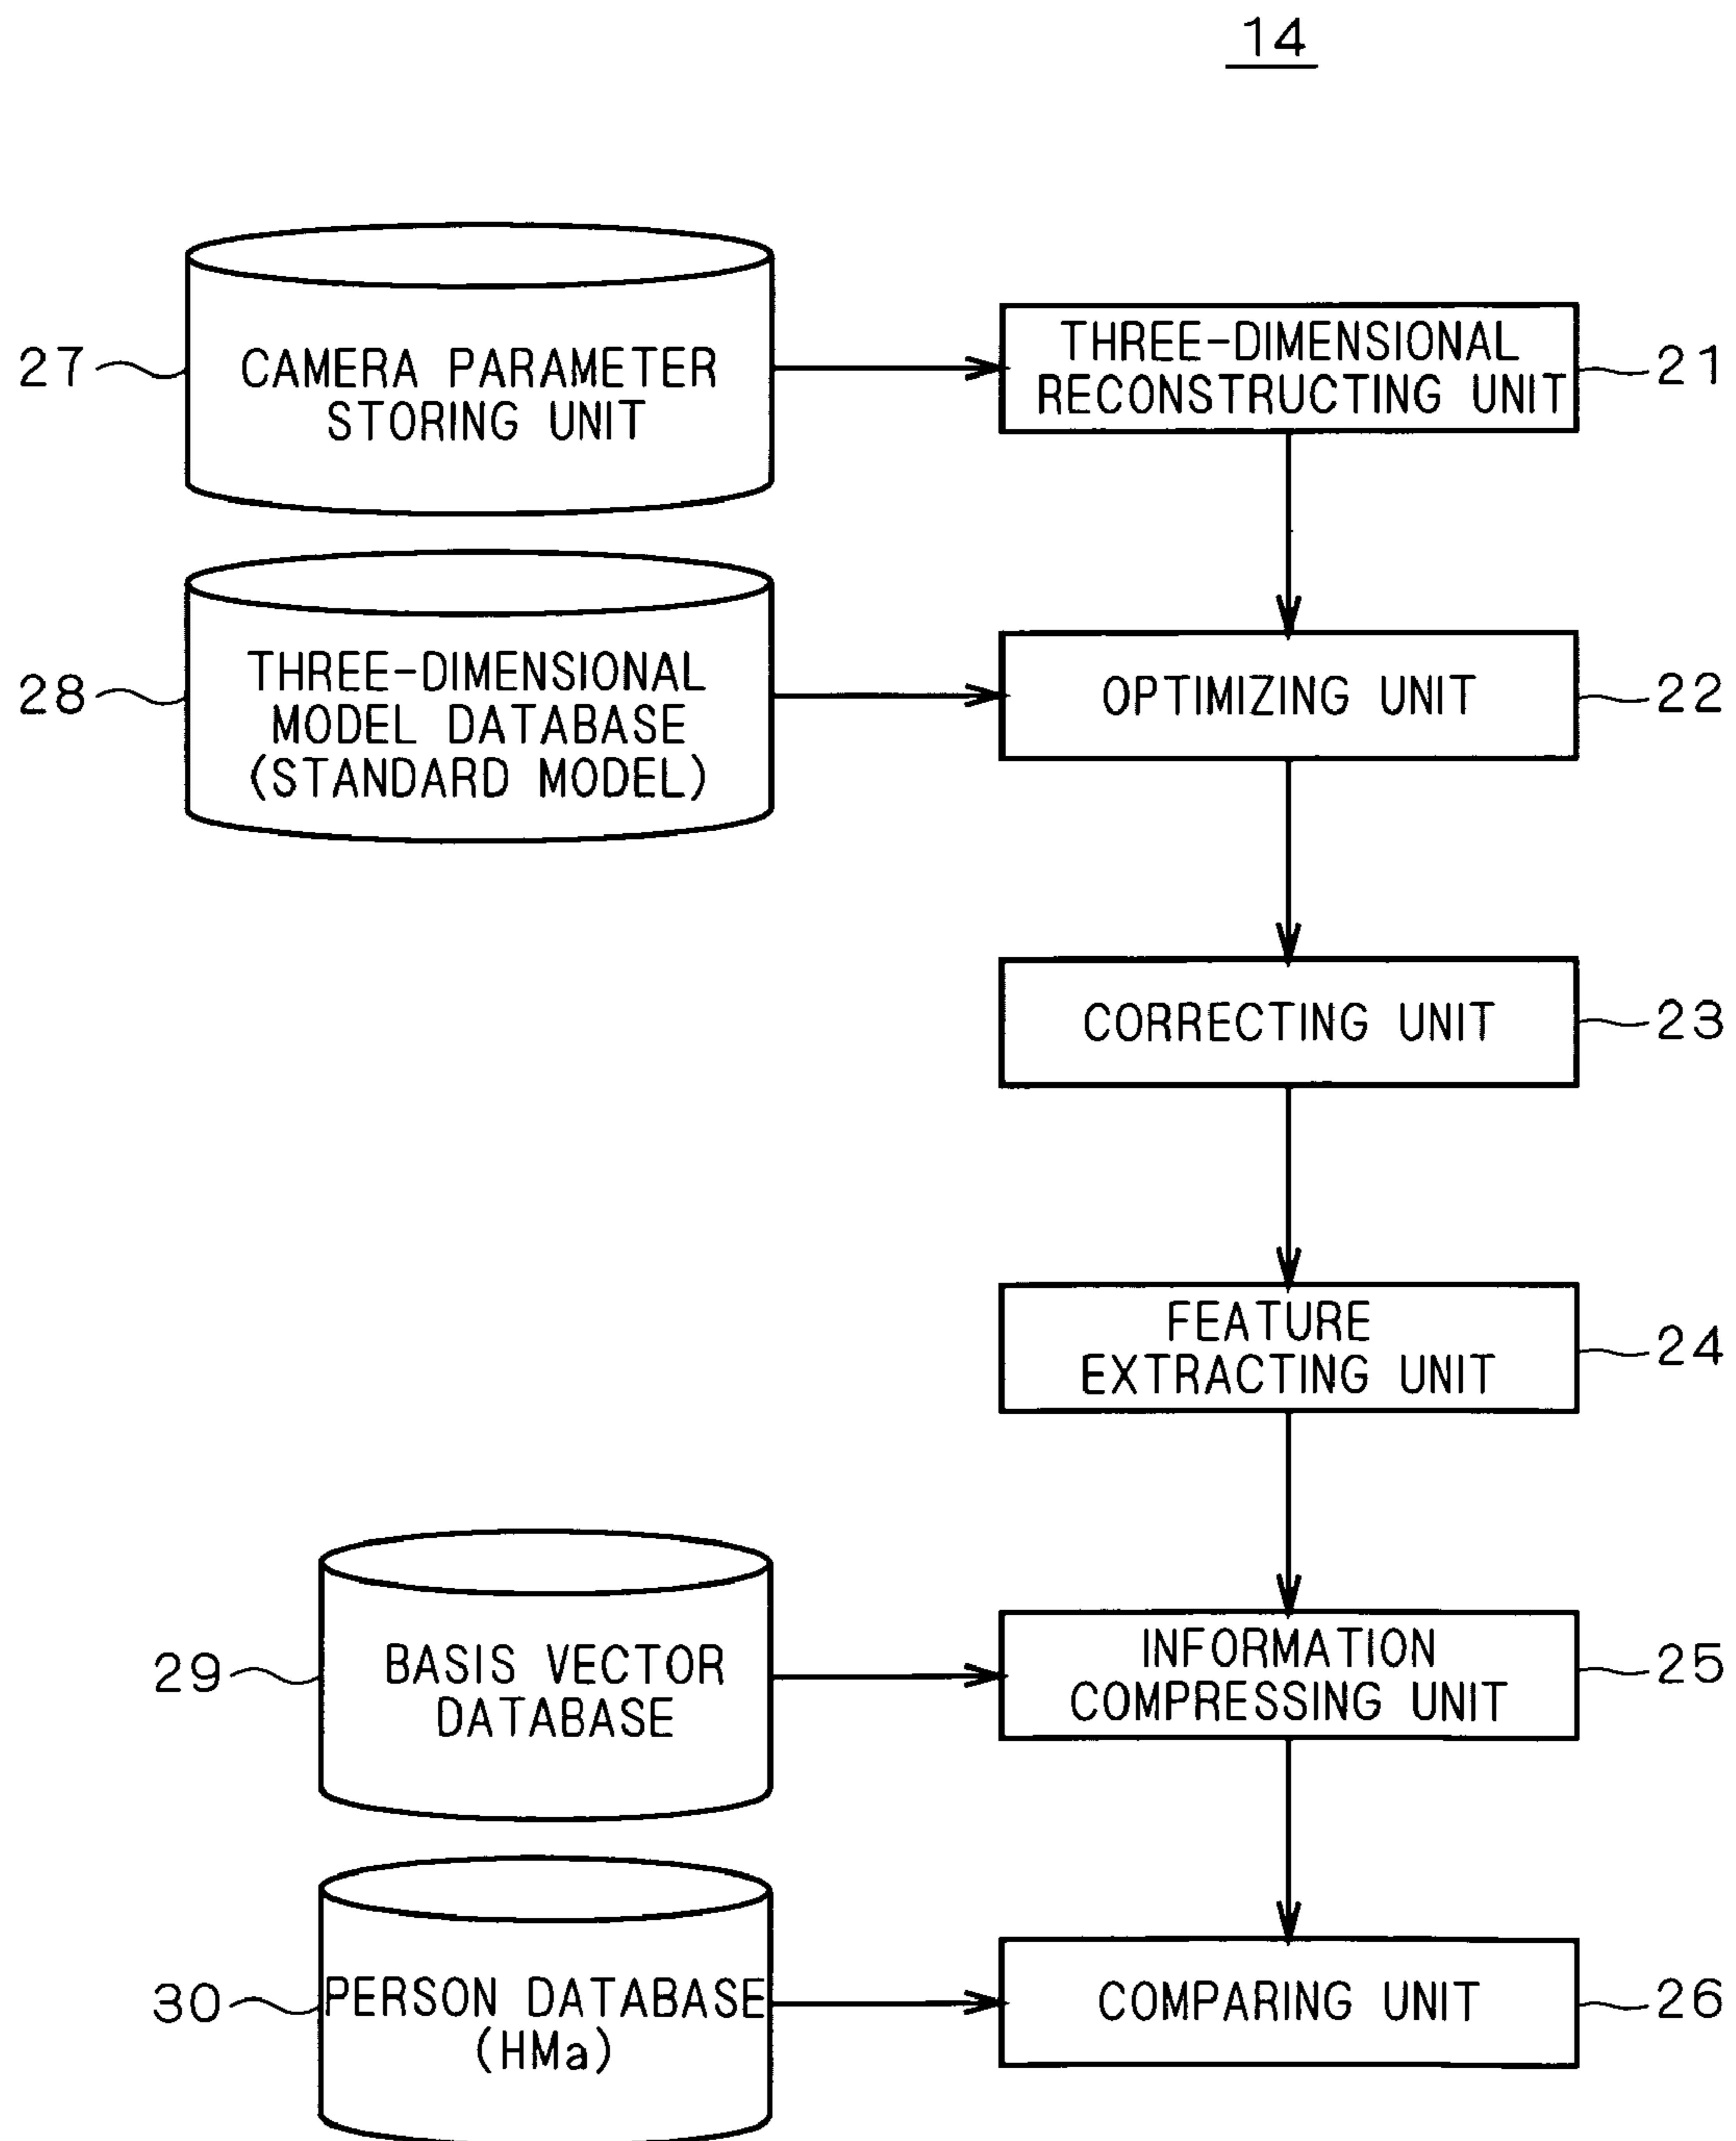 14
27
CAMERA PARAMETER
STORING UNIT
THREE-DIMENSIONAL
RECONSTRUCTING UNIT
21
28
THREE-DIMENSIONAL
MODEL DATABASE
(STANDARD MODEL)
OPTIMIZING UNIT
22
CORRECTING UNIT
23
FEATURE
EXTRACTING UNIT
24
29
BASIS VECTOR
DATABASE
INFORMATION
COMPRESSING UNIT
25
30
PERSON DATABASE
(HMa)
COMPARING UNIT
26